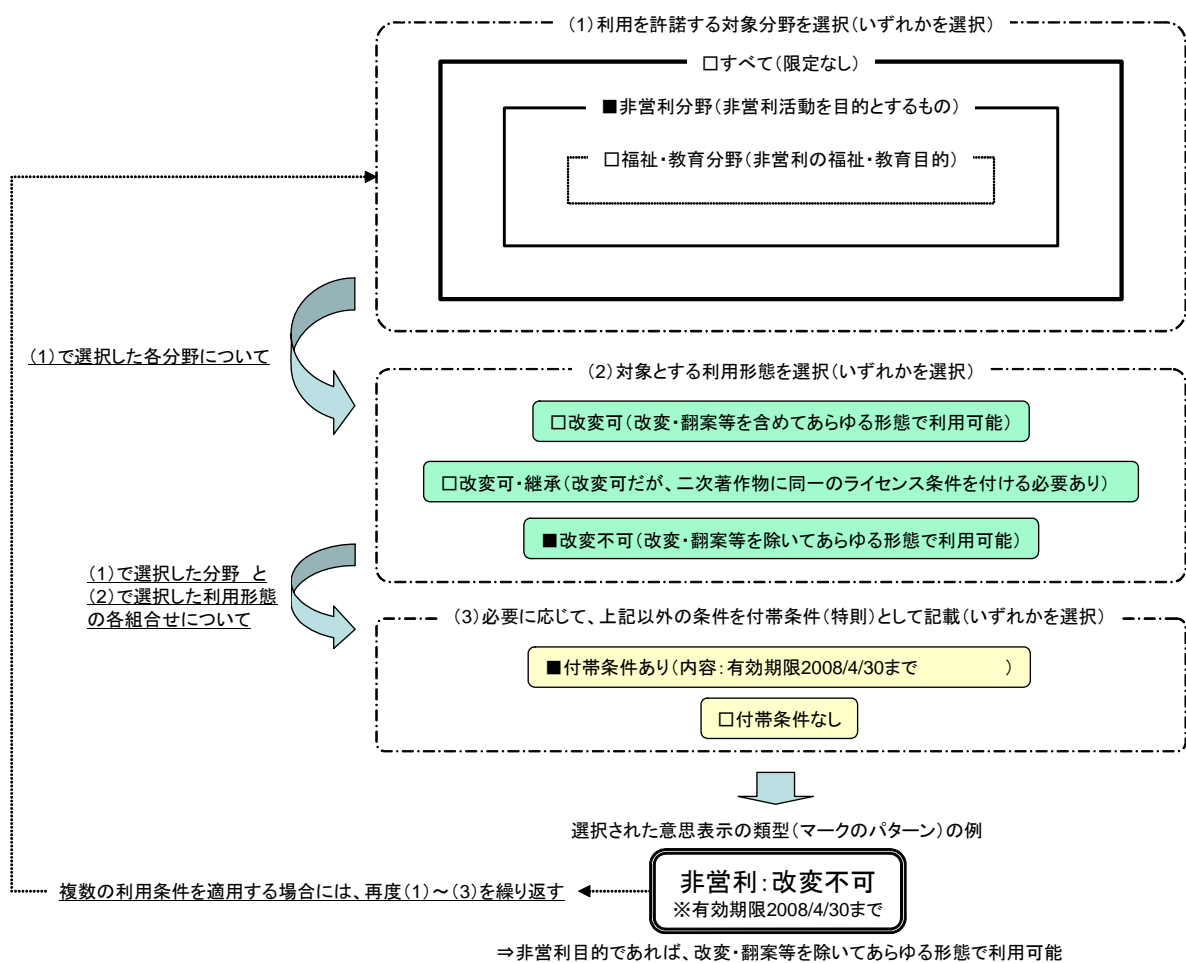 (1)利用を許諾する対象分野を選択(いずれかを選択)
□すべて(限定なし)
■非営利分野(非営利活動を目的とするもの)
□福祉・教育分野(非営利の福祉・教育目的)
(1)で選択した各分野について
(2)対象とする利用形態を選択(いずれかを選択)
□改変可(改変・翻案等を含めてあらゆる形態で利用可能)
□改変可・継承(改変可だが、二次著作物に同一のライセンス条件を付ける必要あり)
■改変不可(改変・翻案等を除いてあらゆる形態で利用可能)
(1)で選択した分野 と
(2)で選択した利用形態
の各組合せについて
(3)必要に応じて、上記以外の条件を付帯条件(特則)として記載(いずれかを選択)
■付帯条件あり(内容:有効期限2008/4/30まで )
□付帯条件なし
選択された意思表示の類型(マークのパターン)の例
非営利:改変不可
※有効期限2008/4/30まで
複数の利用条件を適用する場合には、再度(1)~(3)を繰り返す
⇒非営利目的であれば、改変・翻案等を除いてあらゆる形態で利用可能